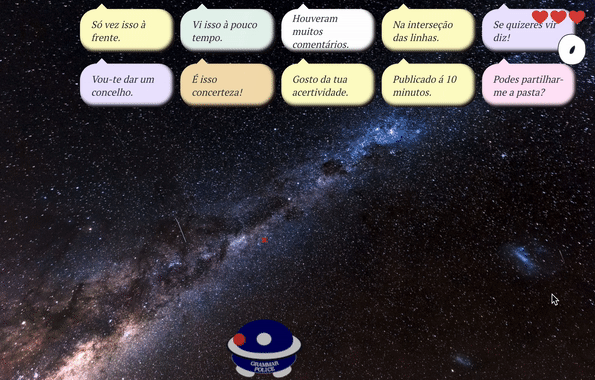 Só vez isso à
frente.
Vi isso à pouco
tempo.
Houveram
muitos
comentários.
Na interseção
das linhas.
Se quizeres vir
diz!
0
Vou-te dar um
concelho.
É isso
concerteza!
Gosto da tua
acertividade.
Publicado á 10
minutos.
Podes partilhar-
me a pasta?
GRAMMAR
POLICE